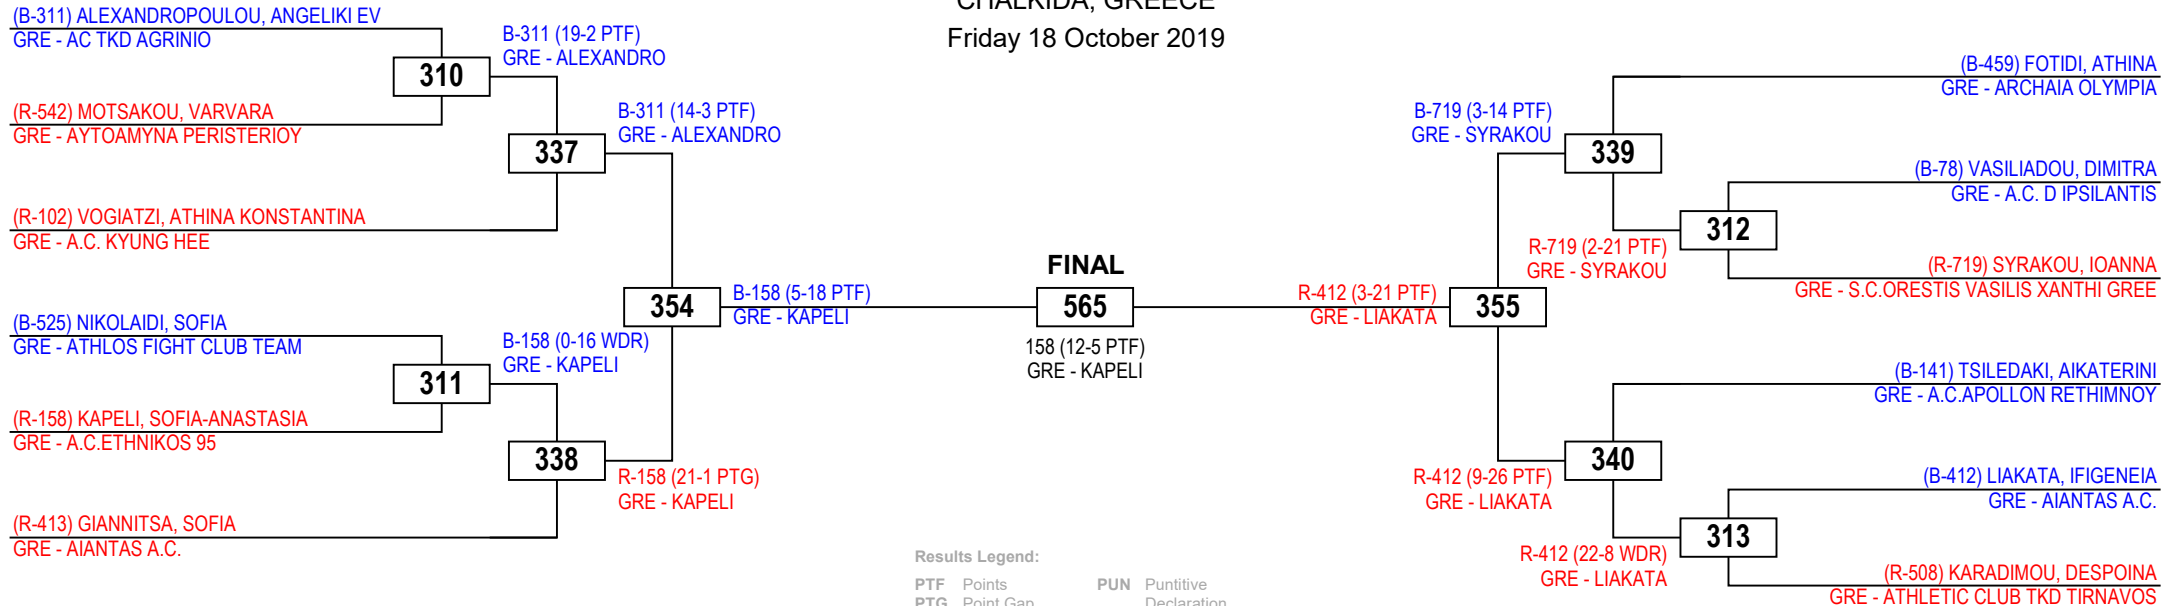 CHALKIDA, GREECE
Friday 18 October 2019
(B-311) ALEXANDROPOULOU, ANGELIKI EV
GRE - AC TKD AGRINIO
310
(R-542) MOTSAKOU, VARVARA
GRE - AYTOAMYNA PERISTERIOY
B-311 (19-2 PTF)
GRE - ALEXANDRO
337
(R-102) VOGIATZI, ATHINA KONSTANTINA
GRE - A.C. KYUNG HEE
B-311 (14-3 PTF)
GRE - ALEXANDRO
354
(B-525) NIKOLAIDI, SOFIA
GRE - ATHLOS FIGHT CLUB TEAM
311
(R-158) KAPELI, SOFIA-ANASTASIA
GRE - A.C.ETHNIKOS 95
B-158 (0-16 WDR)
GRE - KAPELI
338
(R-413) GIANNITSA, SOFIA
GRE - AIANTAS A.C.
R-158 (21-1 PTG)
GRE - KAPELI
B-158 (5-18 PTF)
GRE - KAPELI
FINAL
565
158 (12-5 PTF)
GRE - KAPELI
R-412 (3-21 PTF)
GRE - LIAKATA
355
B-719 (3-14 PTF)
GRE - SYRAKOU
339
(B-459) FOTIDI, ATHINA
GRE - ARCHAIA OLYMPIA
(B-78) VASILIADOU, DIMITRA
GRE - A.C. D IPSILANTIS
312
R-719 (2-21 PTF)
GRE - SYRAKOU
(R-719) SYRAKOU, IOANNA
GRE - S.C.ORESTIS VASILIS XANTHI GREE
(B-141) TSILEDAKI, AIKATERINI
GRE - A.C.APOLLON RETHIMNOY
340
R-412 (9-26 PTF)
GRE - LIAKATA
(B-412) LIAKATA, IFIGENEIA
GRE - AIANTAS A.C.
313
R-412 (22-8 WDR)
GRE - LIAKATA
(R-508) KARADIMOU, DESPOINA
GRE - ATHLETIC CLUB TKD TIRNAVOS
Results Legend:
PTF Points PUN Puntitive
PTG Point Gap Declaration